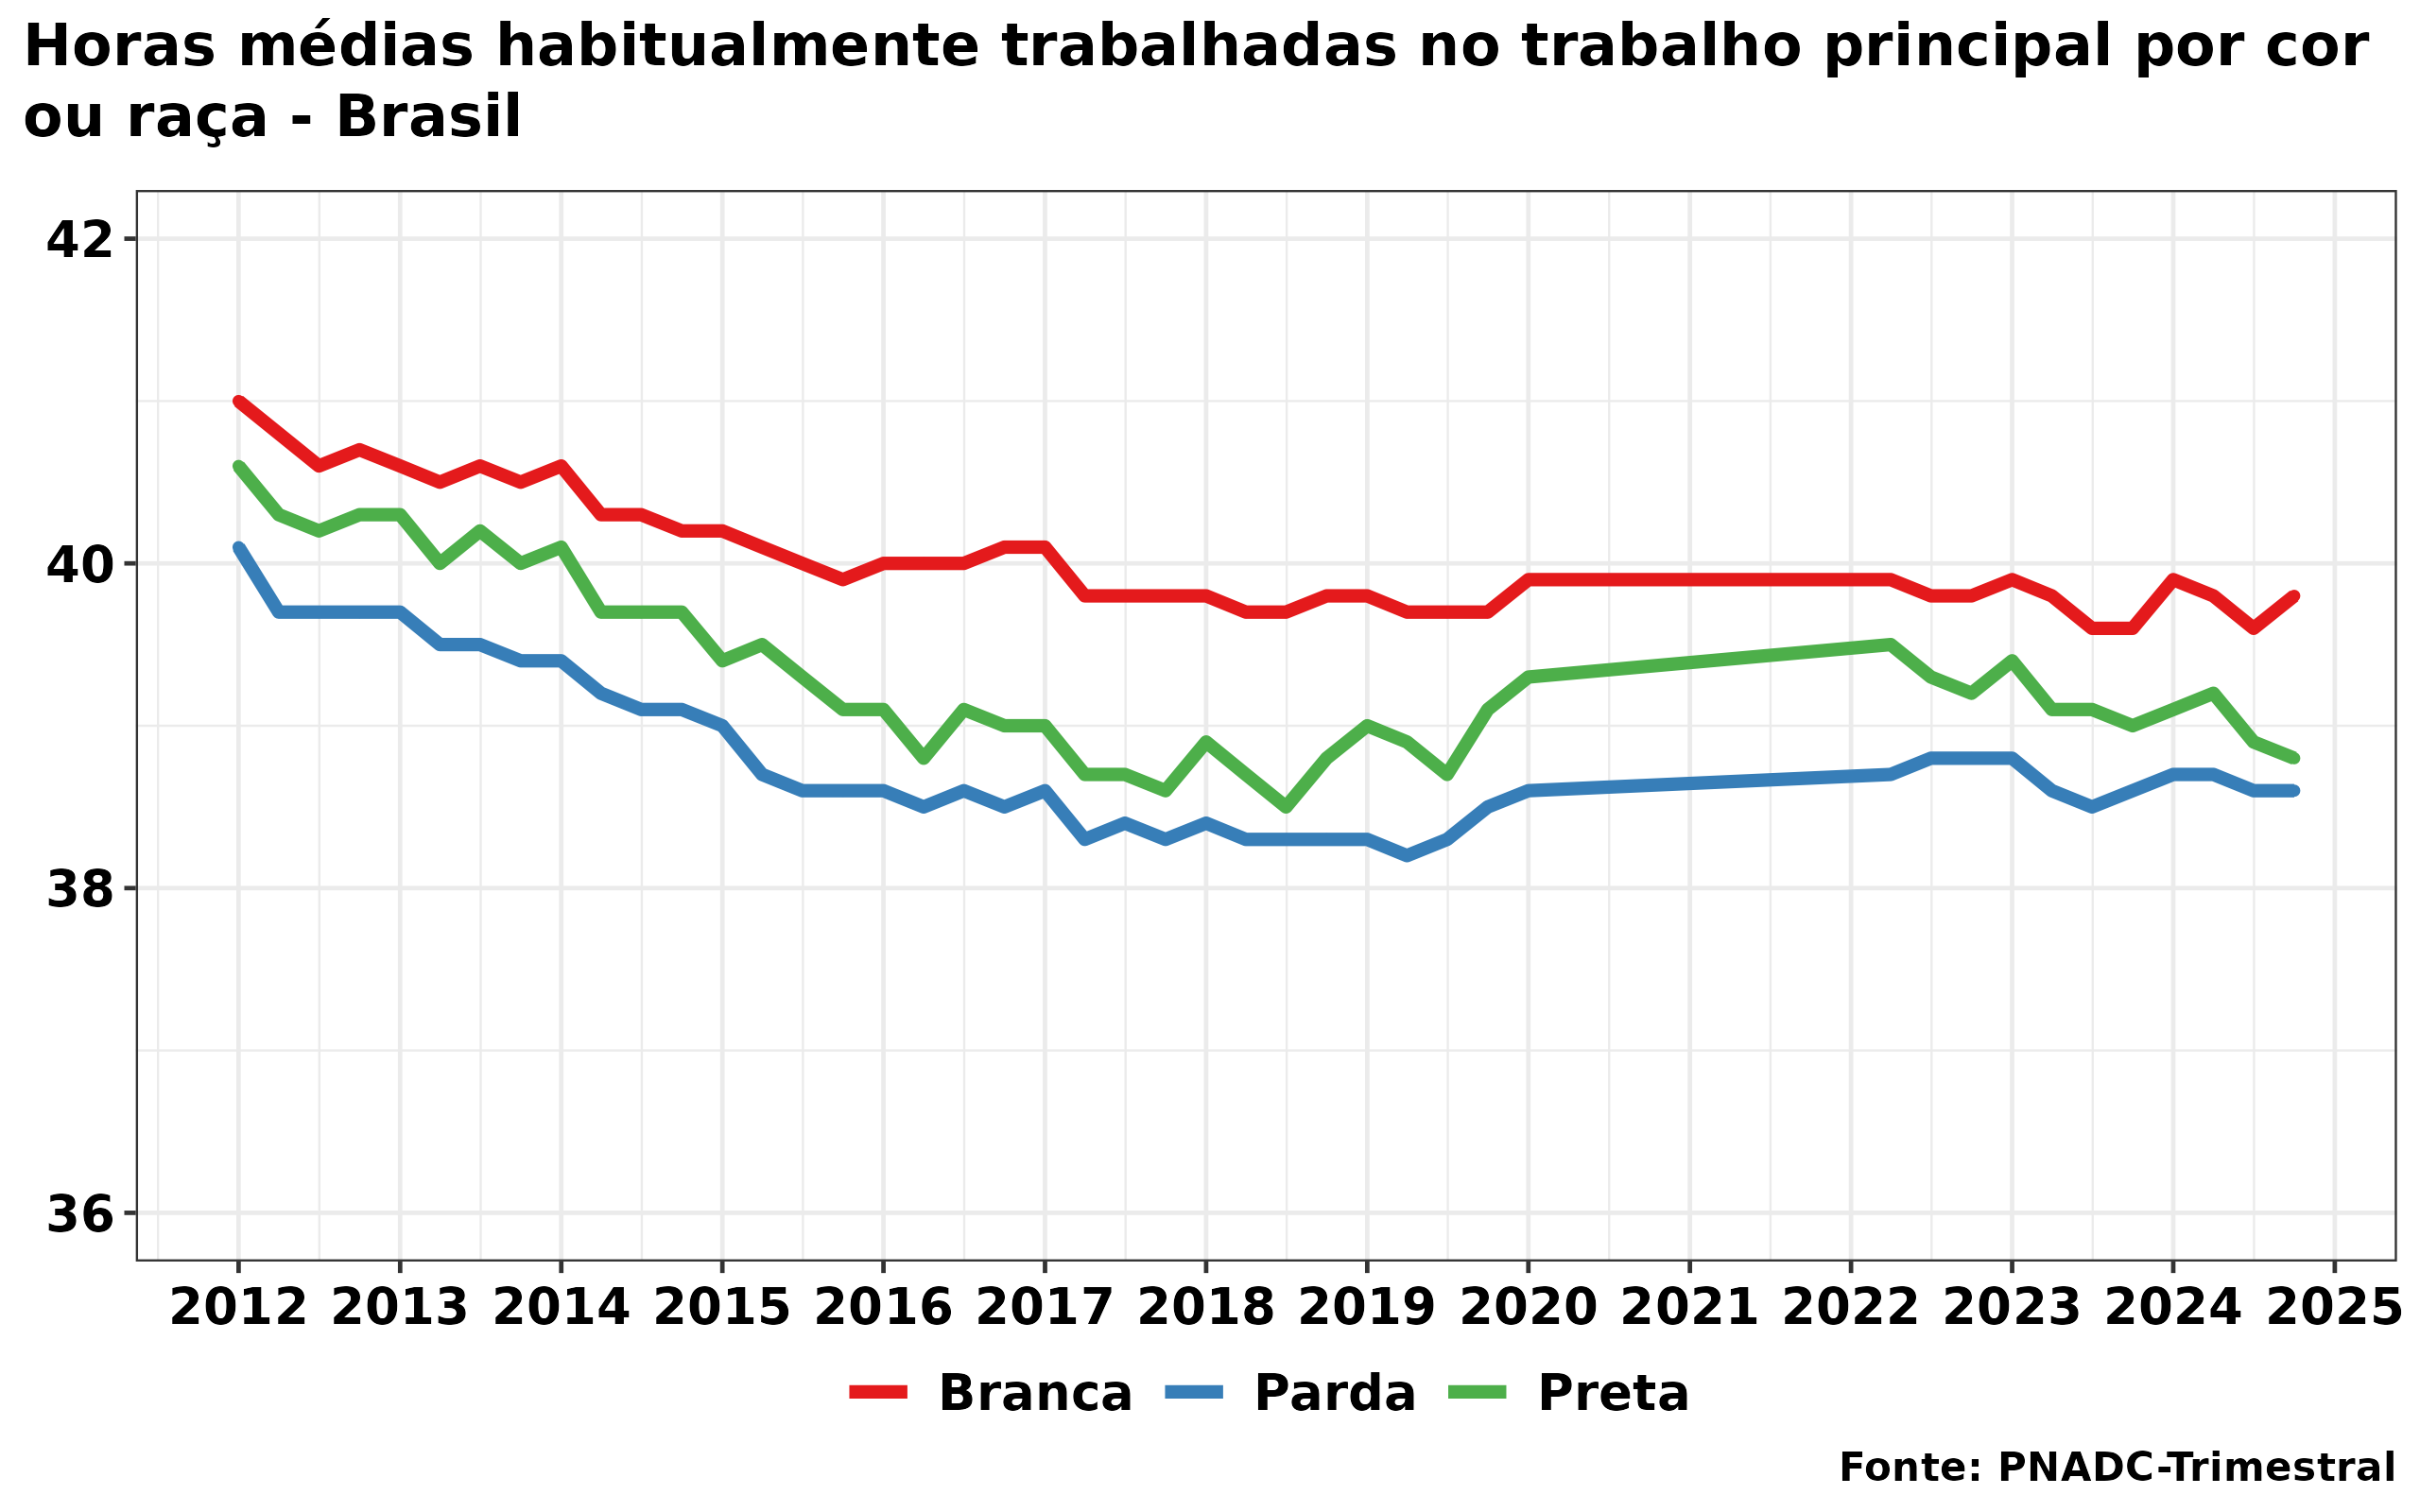 Horas médias habitualmente trabalhadas no trabalho principal por cor
ou raça - Brasil
42
40
38
36
2012 2013 2014 2015 2016 2017 2018 2019 2020 2021 2022 2023 2024 2025
Branca Parda Preta
Fonte: PNADC-Trimestral